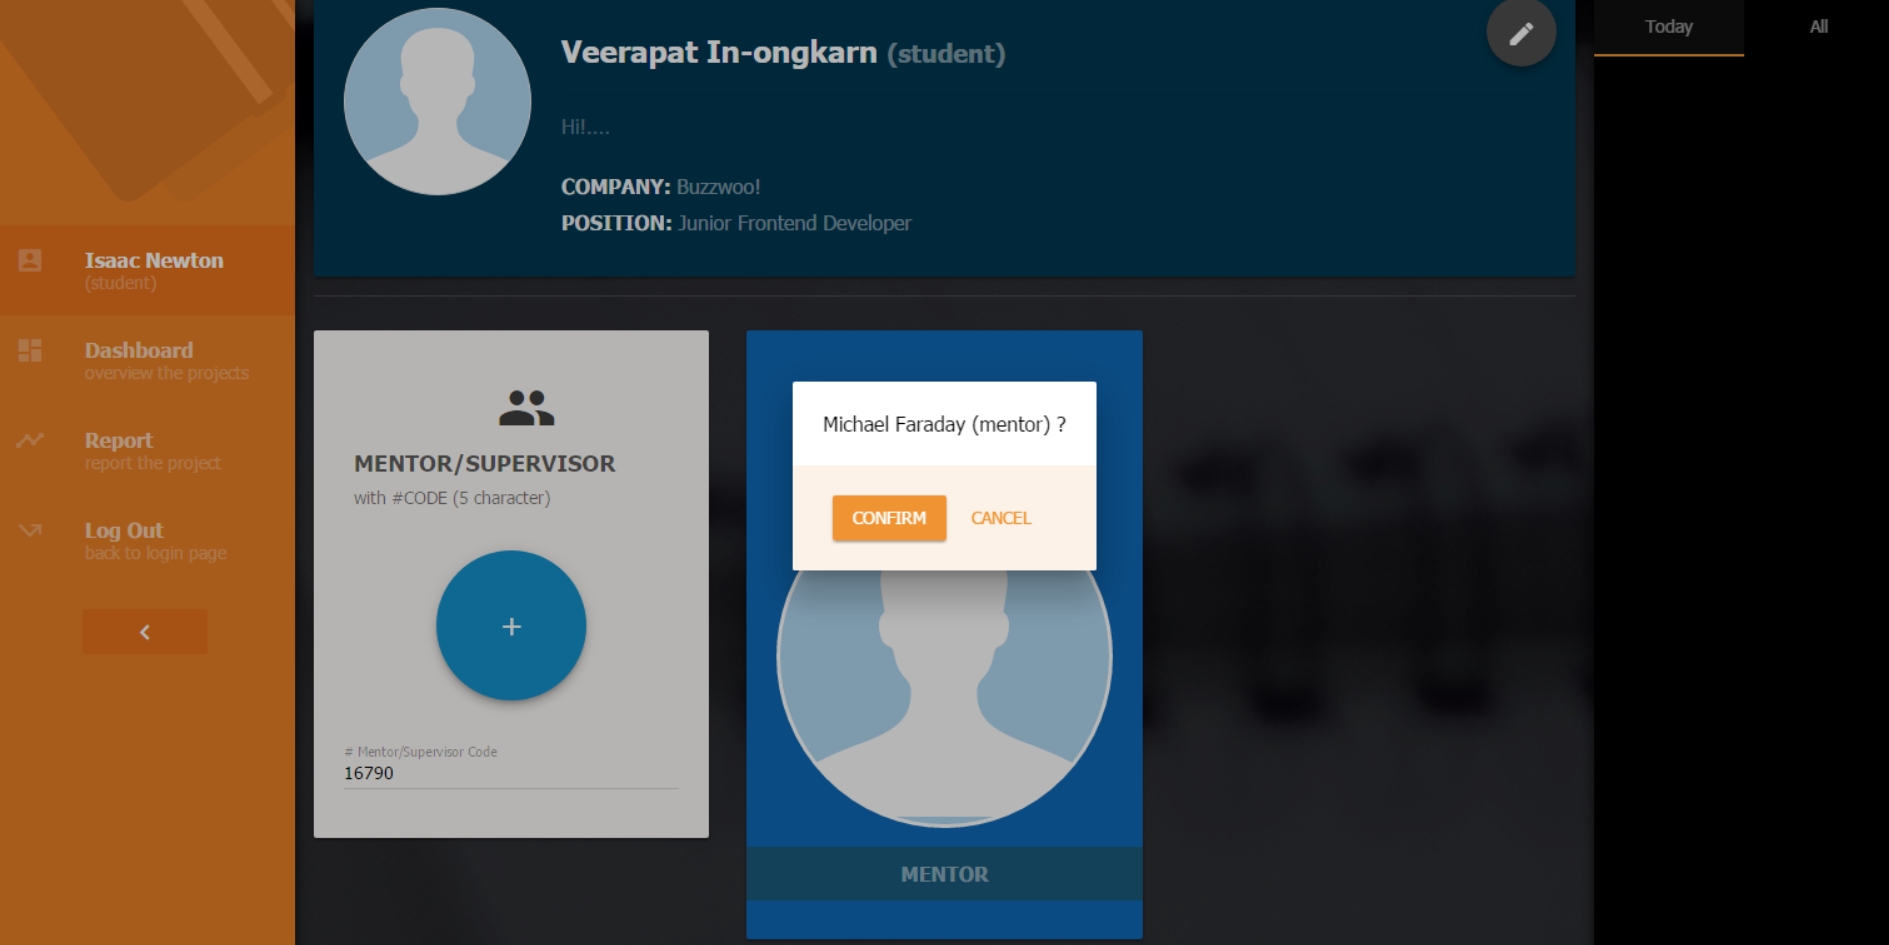 Isaac Newton
(student)
Dashboard
overview the projects
Report
report the project
Log Out
back to login page
Veerapat In-ongkarn (student)
Hi!....
COMPANY: Buzzwoo!
POSITION: Junior Frontend Developer
MENTOR/SUPERVISOR
with #CODE (5 character)
+
# Mentor/Supervisor Code
16790
Michael Faraday (mentor) ?
CONFIRM CANCEL
MENTOR
Today All